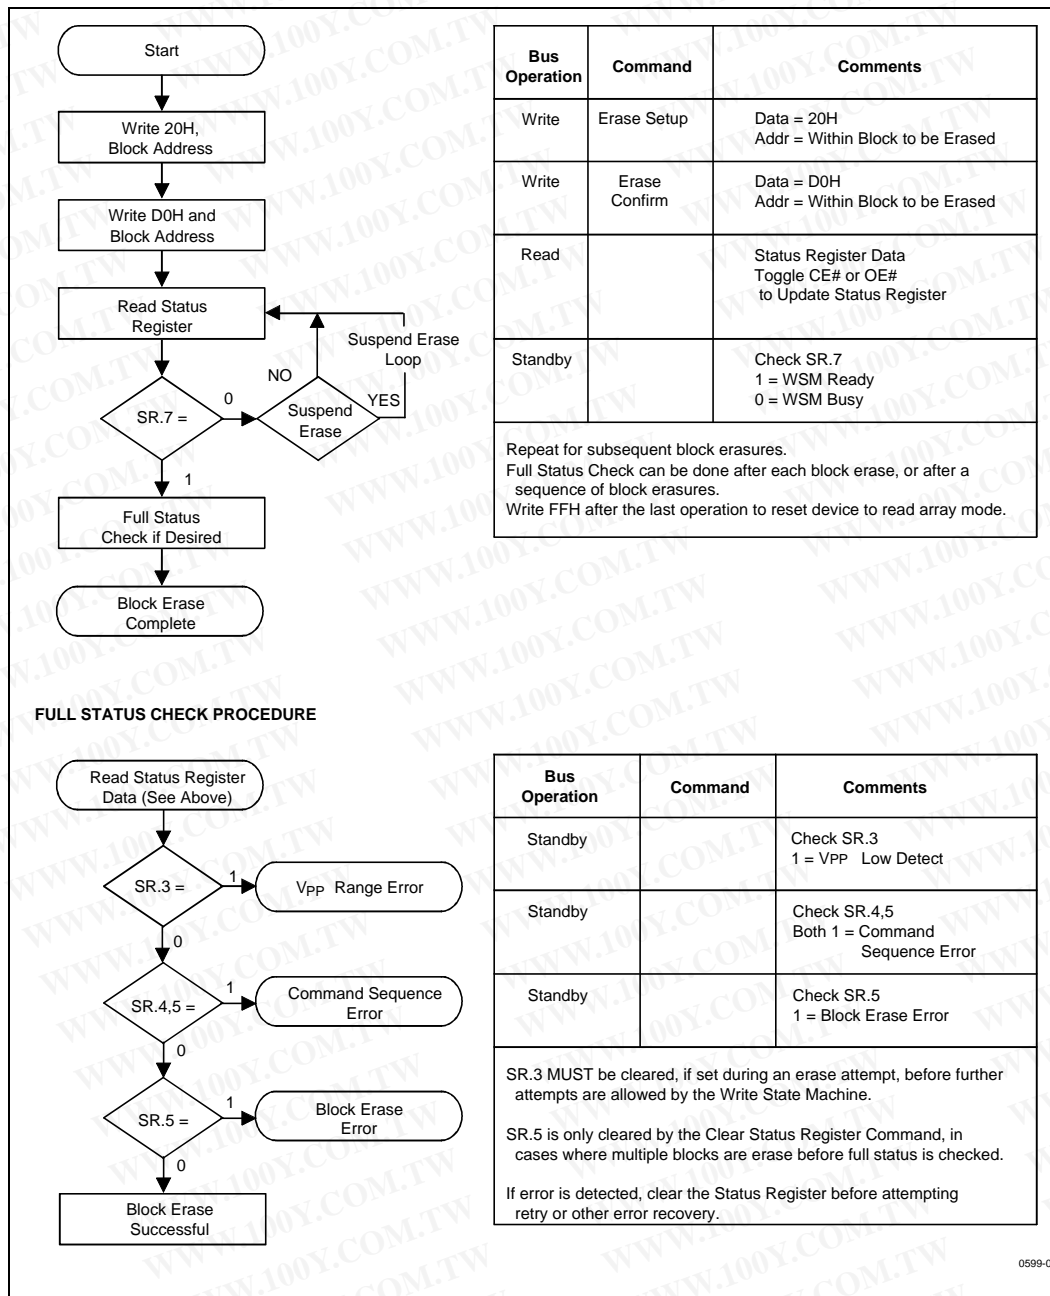 Start
Write 20H,
Block Address
Write D0H and
Block Address
Read Status
Register
Suspend Erase
Loop
NO
YES
SR.7 =
0
Suspend
Erase
1
Full Status
Check if Desired
Block Erase
Complete
Bus
Operation
Command
Comments
Write
Erase Setup
Data = 20H
Addr = Within Block to be Erased
Write
Erase
Confirm
Data = D0H
Addr = Within Block to be Erased
Read
Status Register Data
Toggle CE# or OE#
to Update Status Register
Standby
Check SR.7
1 = WSM Ready
0 = WSM Busy
Repeat for subsequent block erasures.
Full Status Check can be done after each block erase, or after a
sequence of block erasures.
Write FFH after the last operation to reset device to read array mode.
FULL STATUS CHECK PROCEDURE
Read Status Register
Data (See Above)
SR.3 =
1
VPP Range Error
0
SR.4,5 =
1
Command Sequence
Error
0
SR.5 =
1
Block Erase
Error
0
Block Erase
Successful
Bus
Operation
Command
Comments
Standby
Check SR.3
1 = VPP Low Detect
Standby
Check SR.4,5
Both 1 = Command
Sequence Error
Standby
Check SR.5
1 = Block Erase Error
SR.3 MUST be cleared, if set during an erase attempt, before further
attempts are allowed by the Write State Machine.
SR.5 is only cleared by the Clear Status Register Command, in
cases where multiple blocks are erase before full status is checked.
If error is detected, clear the Status Register before attempting
retry or other error recovery.
0599-0
WWW.100Y.COM.TW